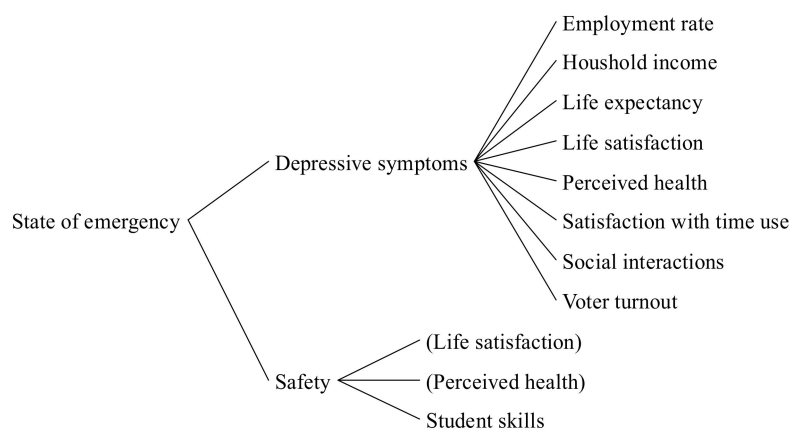 Employment rate
Houshold income
Life expectancy
Life satisfaction
Depressive symptoms
Perceived health
Satisfaction with time use
State of emergency
Social interactions
Voter turnout
(Life satisfaction)
Safety
(Perceived health)
Student skills